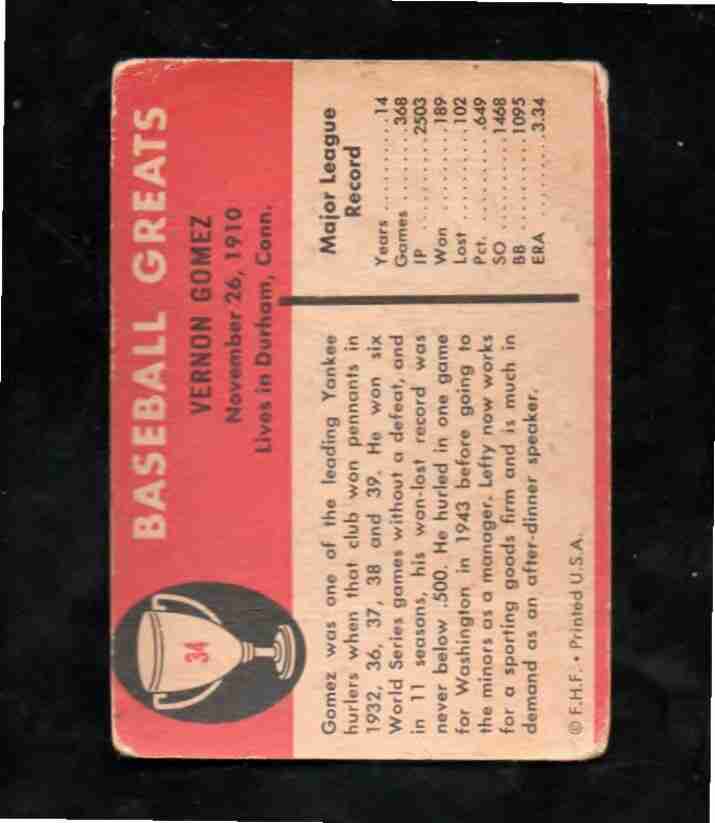 34
BASEBALL GREATS
VERNON GOMEZ
November 26, 1910
Lives in Durham, Conn.
Gomez was one of the leading Yankee
hurlers when that club won pennants in
1932, 36, 37, 38 and 39. He won six
World Series games without a defeat, and
in 11 seasons, his won-lost record was
never below .500. He hurled in one game
for Washington in 1943 before going to
the minors as a manager. Lefty now works
for a sporting goods firm and is much in
demand as an after-dinner speaker.
© F.H.F. • Printed U.S.A.
Major League
Record
Years ............ 14
Games .......... 368
IP .......... 2503
Won .......... 189
Lost .......... 102
Pct. .......... .649
SO .......... 1468
BB .......... 1095
ERA .......... 3.34